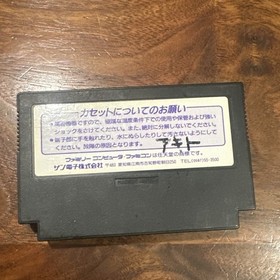 カセットについてのお願い
●精密機器ですので、極端な温度条件下での使用や保管および強い
ショックをさけてください。また、絶対に分解しないでください。
●端子部に手を触れたり、水にぬらしたりして汚さないようにして
ください。故障の原因となります。
アキト
ファミリーコンピュータ ファミコンは任天堂の商標です。
サン電子株式会社